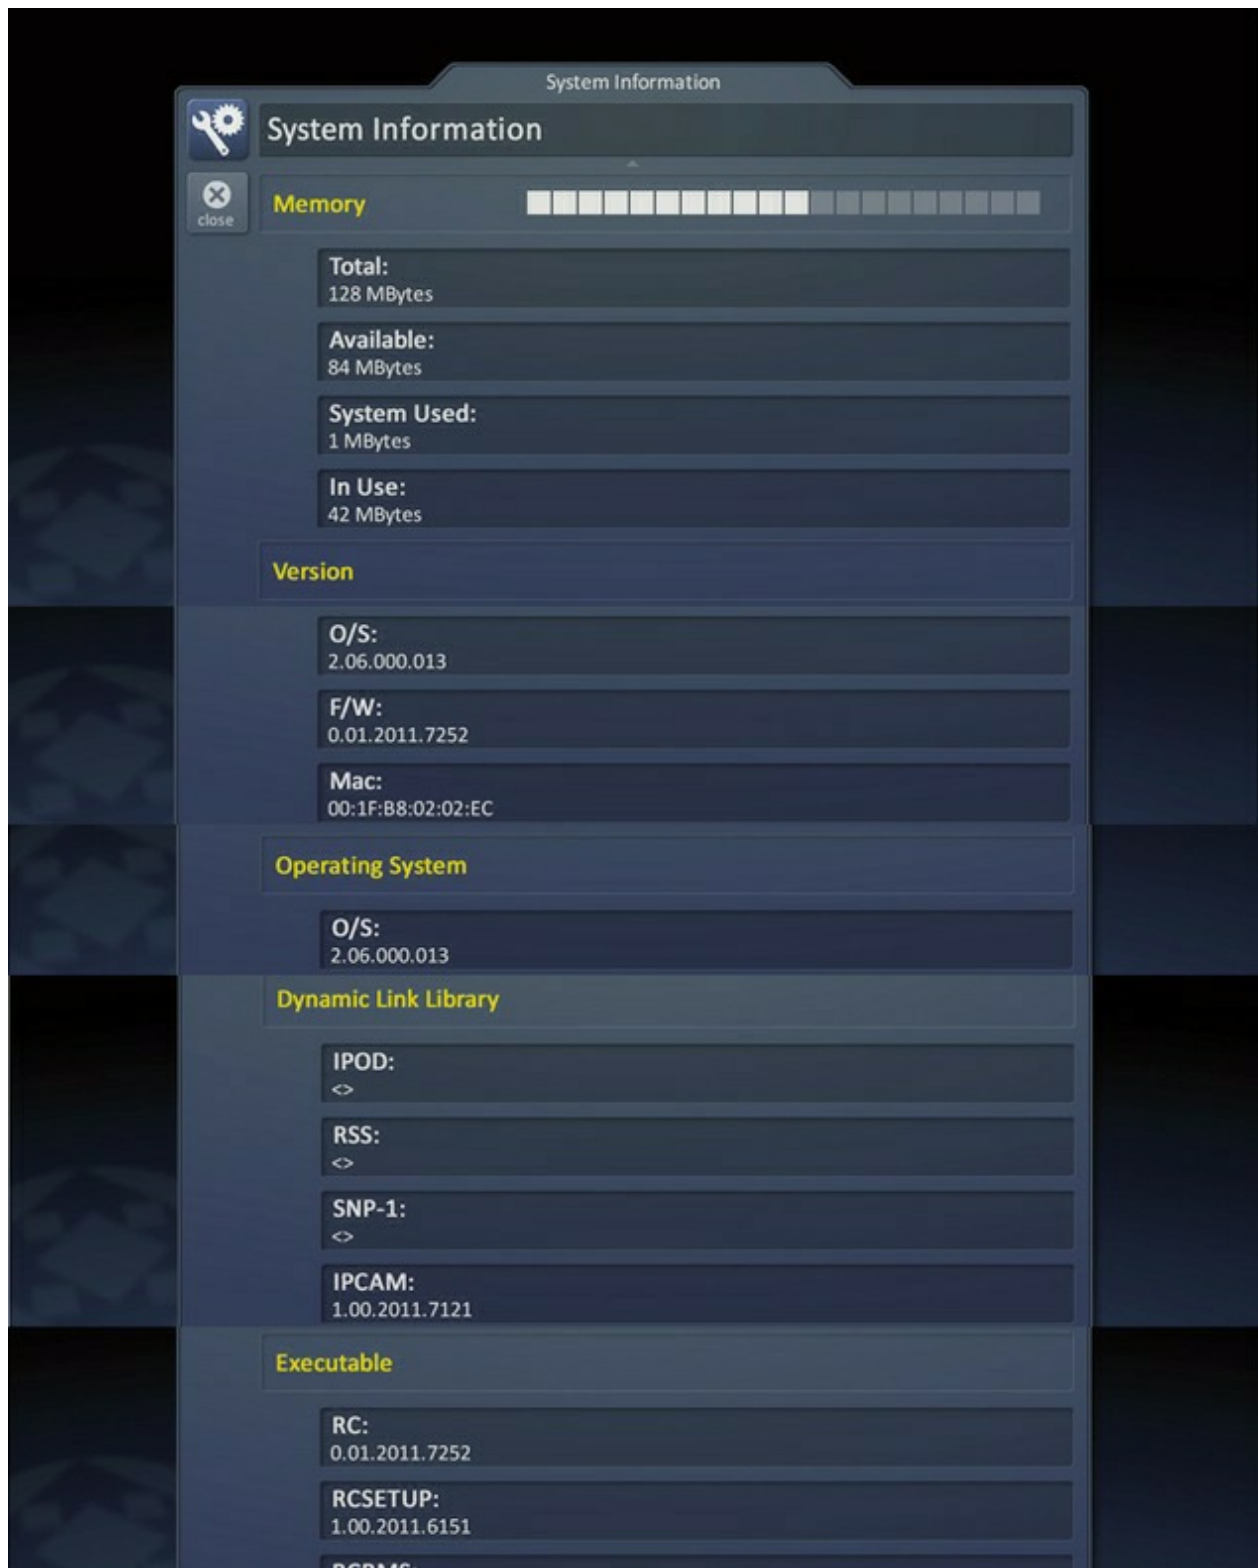 System Information
System Information
close
Memory
Total:
128 MBytes
Available:
84 MBytes
System Used:
1 MBytes
In Use:
42 MBytes
Version
O/S:
2.06.000.013
F/W:
0.01.2011.7252
Mac:
00:1F:B8:02:02:EC
Operating System
O/S:
2.06.000.013
Dynamic Link Library
IPOD:
<>
RSS:
<>
SNP-1:
<>
IPCAM:
1.00.2011.7121
Executable
RC:
0.01.2011.7252
RCSETUP:
1.00.2011.6151